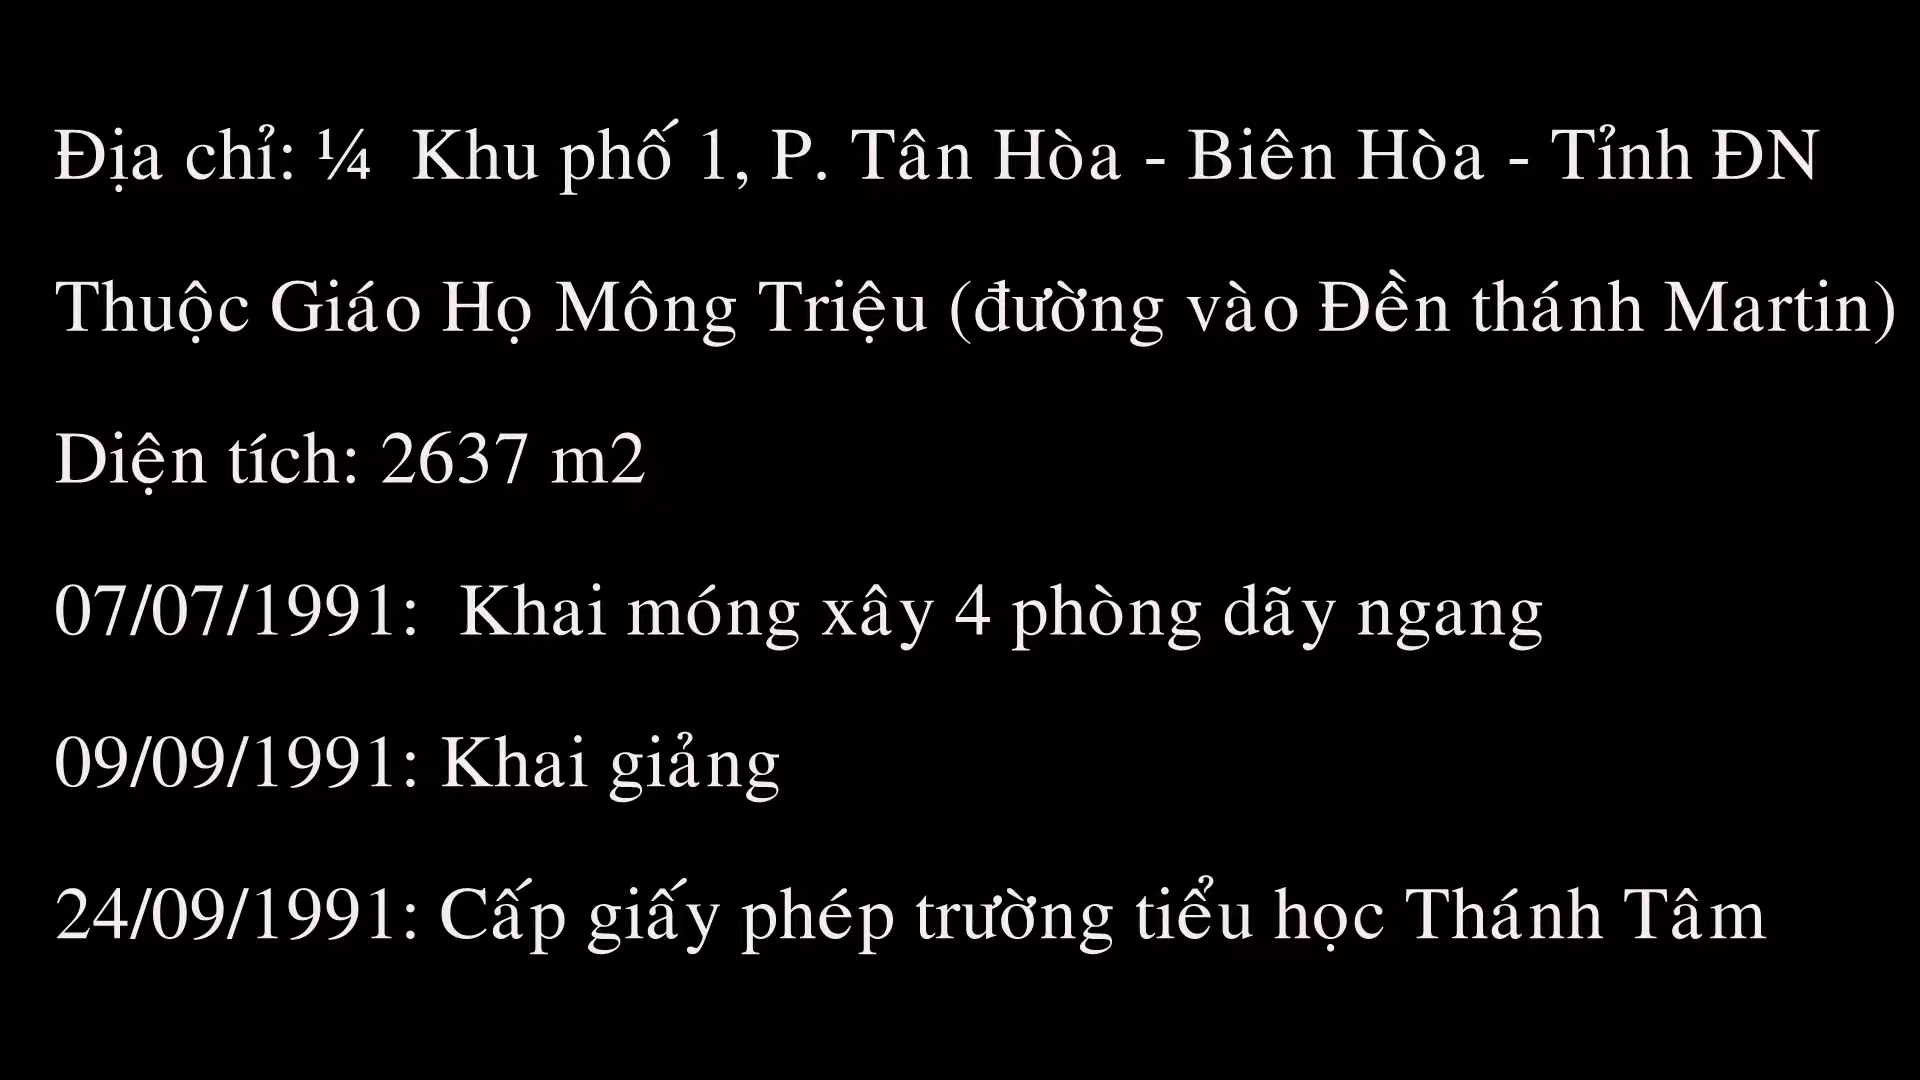 Địa chỉ: ¼  Khu phố 1, P. Tân Hòa - Biên Hòa - Tỉnh ĐN
Thuộc Giáo Họ Mông Triệu (đường vào Đền thánh Martin)
Diện tích: 2637 m2
07/07/1991:  Khai móng xây 4 phòng dãy ngang
09/09/1991: Khai giảng
24/09/1991: Cấp giấy phép trường tiểu học Thánh Tâm